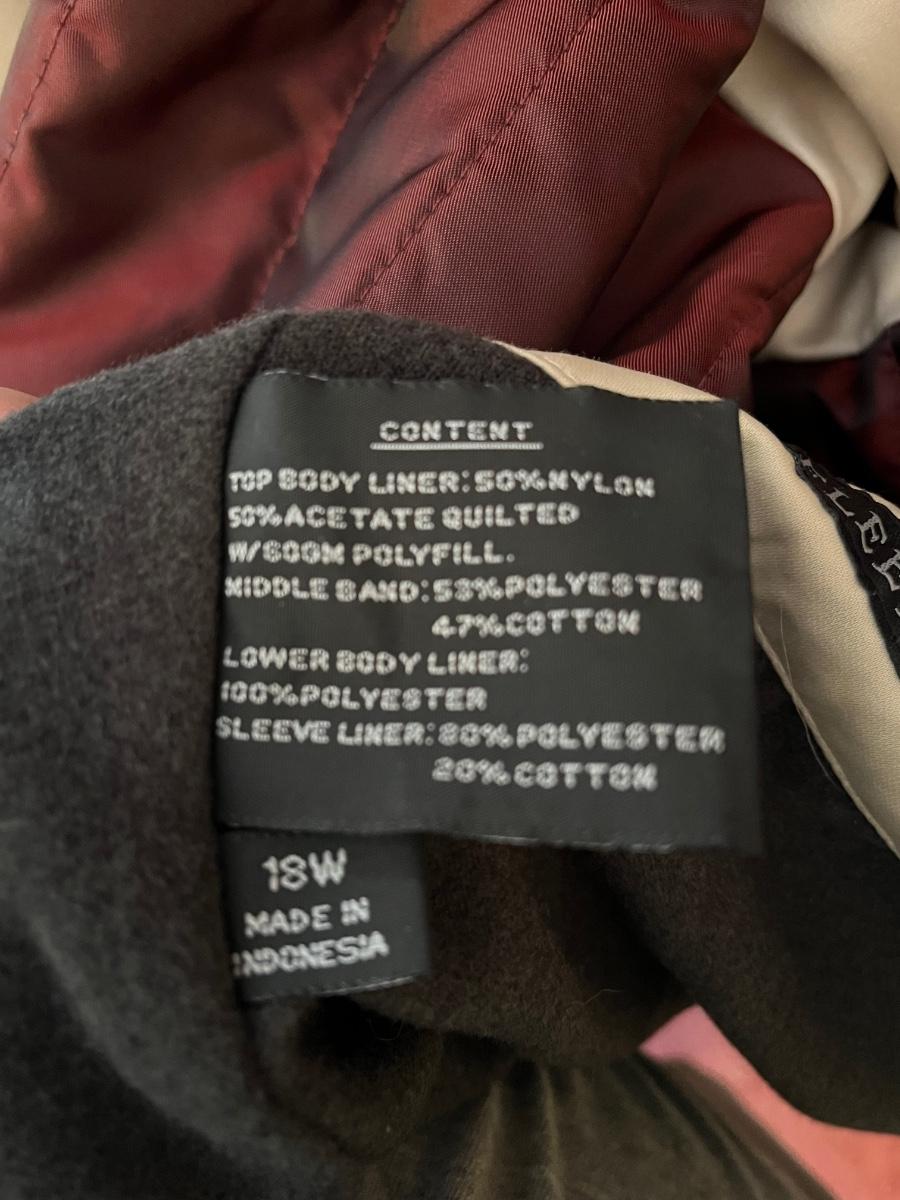 CONTENT
TOP BODY LINER:50%NYLON
50%ACETATE QUILTED
W/600M POLYFILL.
MIDDLE BAND:53%POLYESTER
47%COTTON
LOWER BODY LINER:
100%POLYESTER
SLEEVE LINER:80%POLYESTER
20%COTTON
18W
MADE IN
INDONESIA